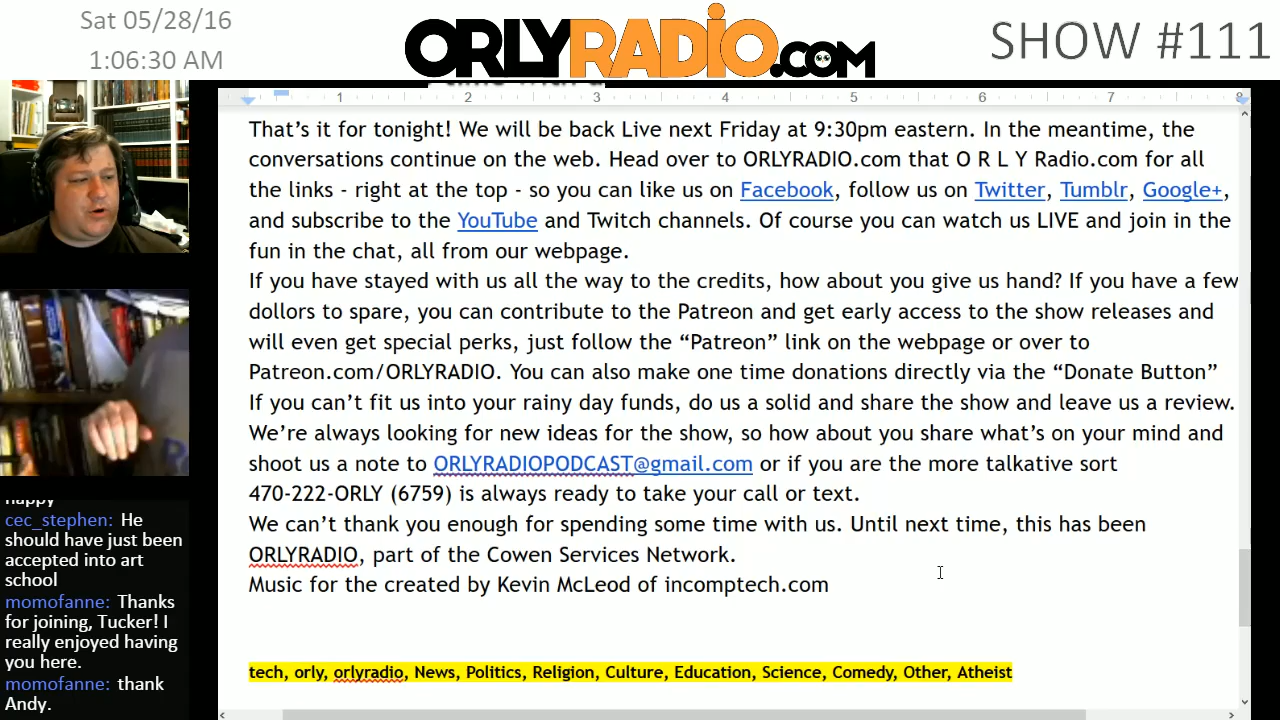 Sat 05/28/16
1:06:30 AM
ORLYRADIO.COM
SHOW #111
1 2 3 4 5 6 7 8
That’s it for tonight! We will be back Live next Friday at 9:30pm eastern. In the meantime, the
conversations continue on the web. Head over to ORLYRADIO.com that O R L Y Radio.com for all
the links - right at the top - so you can like us on Facebook, follow us on Twitter, Tumblr, Google+,
and subscribe to the YouTube and Twitch channels. Of course you can watch us LIVE and join in the
fun in the chat, all from our webpage.
If you have stayed with us all the way to the credits, how about you give us hand? If you have a few
dollors to spare, you can contribute to the Patreon and get early access to the show releases and
will even get special perks, just follow the “Patreon” link on the webpage or over to
Patreon.com/ORLYRADIO. You can also make one time donations directly via the “Donate Button”
If you can’t fit us into your rainy day funds, do us a solid and share the show and leave us a review.
We’re always looking for new ideas for the show, so how about you share what’s on your mind and
shoot us a note to ORLYRADIOPODCAST@gmail.com or if you are the more talkative sort
470-222-ORLY (6759) is always ready to take your call or text.
We can’t thank you enough for spending some time with us. Until next time, this has been
ORLYRADIO, part of the Cowen Services Network.
Music for the created by Kevin McLeod of incomptech.com
tech, orly, orlyradio, News, Politics, Religion, Culture, Education, Science, Comedy, Other, Atheist
happy
cec_stephen: He
should have just been
accepted into art
school
momofanne: Thanks
for joining, Tucker! I
really enjoyed having
you here.
momofanne: thank
Andy.